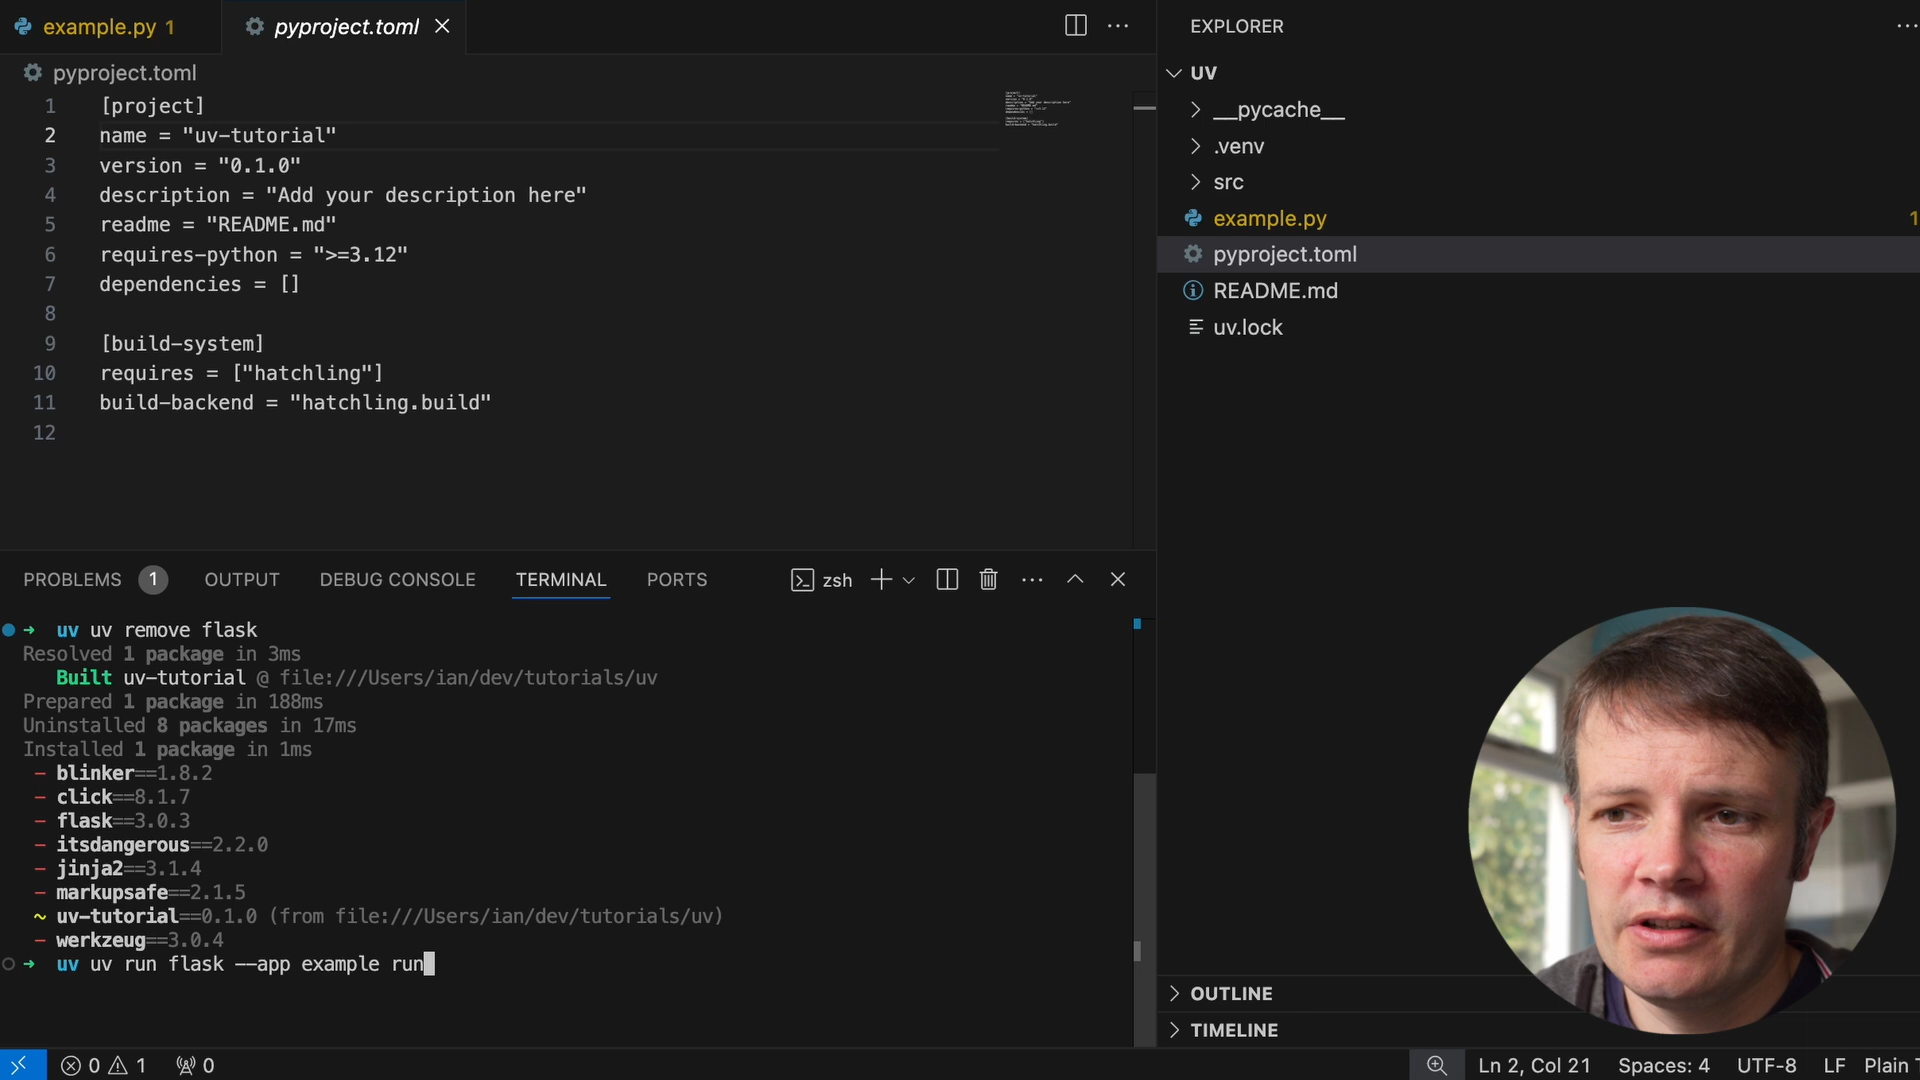 example.py 1
pyproject.toml
pyproject.toml
1 [project]
2 name = "uv-tutorial"
3 version = "0.1.0"
4 description = "Add your description here"
5 readme = "README.md"
6 requires-python = ">=3.12"
7 dependencies = []
8
9 [build-system]
10 requires = ["hatchling"]
11 build-backend = "hatchling.build"
12
EXPLORER
UV
__pycache__
.venv
src
example.py 1
pyproject.toml
README.md
uv.lock
PROBLEMS 1 OUTPUT DEBUG CONSOLE TERMINAL PORTS zsh
➜ uv uv remove flask
Resolved 1 package in 3ms
Built uv-tutorial @ file:///Users/ian/dev/tutorials/uv
Prepared 1 package in 188ms
Uninstalled 8 packages in 17ms
Installed 1 package in 1ms
- blinker==1.8.2
- click==8.1.7
- flask==3.0.3
- itsdangerous==2.2.0
- jinja2==3.1.4
- markupsafe==2.1.5
~ uv-tutorial==0.1.0 (from file:///Users/ian/dev/tutorials/uv)
- werkzeug==3.0.4
➜ uv uv run flask --app example run
OUTLINE
TIMELINE
0 1 0
Ln 2, Col 21 Spaces: 4 UTF-8 LF Plain